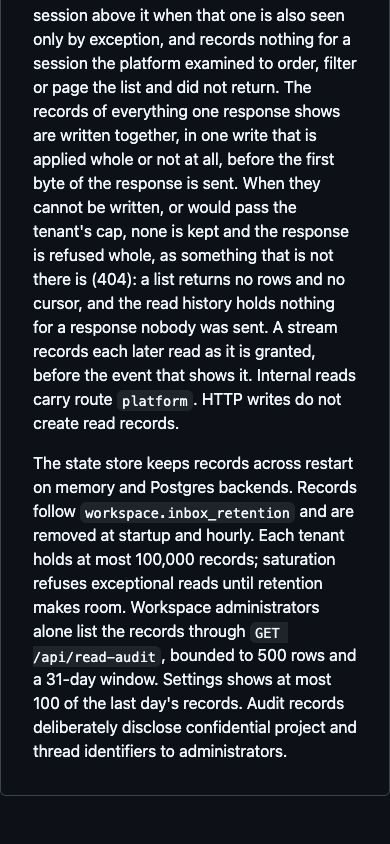 session above it when that one is also seen
only by exception, and records nothing for a
session the platform examined to order, filter
or page the list and did not return. The
records of everything one response shows
are written together, in one write that is
applied whole or not at all, before the first
byte of the response is sent. When they
cannot be written, or would pass the
tenant's cap, none is kept and the response
is refused whole, as something that is not
there is (404): a list returns no rows and no
cursor, and the read history holds nothing
for a response nobody was sent. A stream
records each later read as it is granted,
before the event that shows it. Internal reads
carry route platform. HTTP writes do not
create read records.
The state store keeps records across restart
on memory and Postgres backends. Records
follow workspace.inbox_retention and are
removed at startup and hourly. Each tenant
holds at most 100,000 records; saturation
refuses exceptional reads until retention
makes room. Workspace administrators
alone list the records through GET
/api/read-audit, bounded to 500 rows and
a 31-day window. Settings shows at most
100 of the last day's records. Audit records
deliberately disclose confidential project and
thread identifiers to administrators.